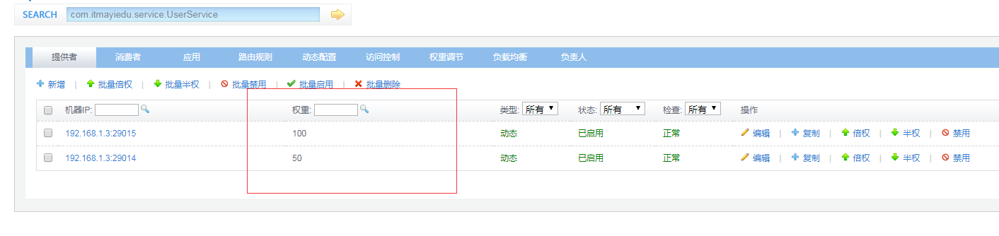 SEARCH com.itmayiedu.service.UserService
提供者 消费者 应用 路由规则 动态配置 访问控制 权重调节 负载均衡 负责人
新增 | 批量倍权 | 批量半权 | 批量禁用 | 批量启用 | 批量删除
机器IP: 权重: 类型: 所有 状态: 所有 检查: 所有 操作
192.168.1.3:29015 100 动态 已启用 正常 编辑 | 复制 | 倍权 | 半权 | 禁用
192.168.1.3:29014 50 动态 已启用 正常 编辑 | 复制 | 倍权 | 半权 | 禁用